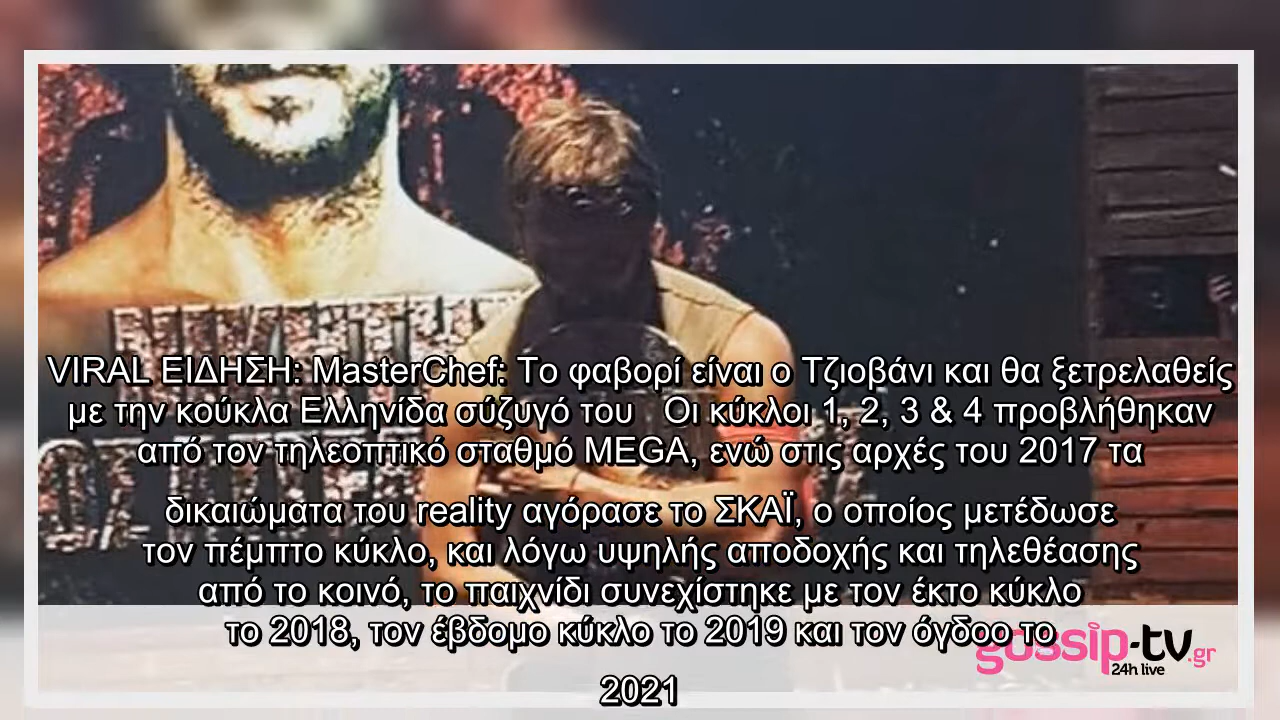 VIRAL ΕΙΔΗΣΗ: MasterChef: Το φαβορί είναι ο Τζιοβάνι και θα ξετρελαθείς
με την κούκλα Ελληνίδα σύζυγό του Οι κύκλοι 1, 2, 3 & 4 προβλήθηκαν
από τον τηλεοπτικό σταθμό MEGA, ενώ στις αρχές του 2017 τα
δικαιώματα του reality αγόρασε το ΣΚΑΪ, ο οποίος μετέδωσε
τον πέμπτο κύκλο, και λόγω υψηλής αποδοχής και τηλεθέασης
από το κοινό, το παιχνίδι συνεχίστηκε με τον έκτο κύκλο
το 2018, τον έβδομο κύκλο το 2019 και τον όγδοο το
gossip-tv.gr
24h live
2021